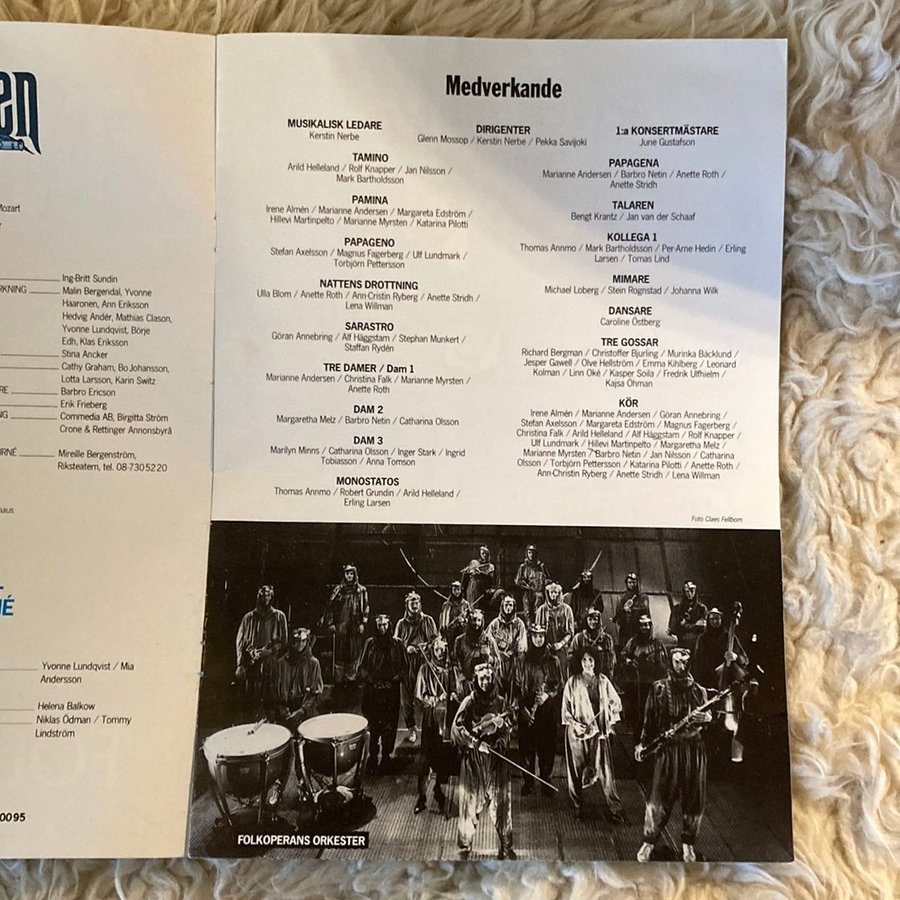 Mozart
Ing-Britt Sundin
RKNING Malin Bergendal, Yvonne
Haaronen, Ann Eriksson
Hedvig Andér, Mathias Clason,
Yvonne Lundqvist, Börje
Edh, Klas Eriksson
Stina Ancker
Cathy Graham, Bo Johansson,
Lotta Larsson, Karin Switz
RE Barbro Ericson
Erik Frieberg
NG Commedia AB, Birgitta Ström
Crone & Rettinger Annonsbyrå
RNÉ Mireille Bergenström,
Riksteatern, tel. 08-730 52 20
paus.
NÉ
Yvonne Lundqvist / Mia
Andersson
Helena Balkow
Niklas Ödman / Tommy
Lindström
0095
Medverkande
MUSIKALISK LEDARE
Kerstin Nerbe
DIRIGENTER
Glenn Mossop / Kerstin Nerbe / Pekka Savijoki
1:a KONSERTMÄSTARE
June Gustafson
TAMINO
Arild Helleland / Rolf Knapper / Jan Nilsson /
Mark Bartholdsson
PAMINA
Irene Almén / Marianne Andersen / Margareta Edström /
Hillevi Martinpelto / Marianne Myrsten / Katarina Pilotti
PAPAGENO
Stefan Axelsson / Magnus Fagerberg / Ulf Lundmark /
Torbjörn Pettersson
NATTENS DROTTNING
Ulla Blom / Anette Roth / Ann-Cristin Ryberg / Anette Stridh /
Lena Willman
SARASTRO
Göran Annebring / Alf Häggstam / Stephan Munkert /
Staffan Rydén
TRE DAMER / Dam 1
Marianne Andersen / Christina Falk / Marianne Myrsten /
Anette Roth
DAM 2
Margaretha Melz / Barbro Netin / Catharina Olsson
DAM 3
Marilyn Minns / Catharina Olsson / Inger Stark / Ingrid
Tobiasson / Anna Tomson
MONOSTATOS
Thomas Annmo / Robert Grundin / Arild Helleland /
Erling Larsen
PAPAGENA
Marianne Andersen / Barbro Netin / Anette Roth /
Anette Stridh
TALAREN
Bengt Krantz / Jan van der Schaaf
KOLLEGA 1
Thomas Annmo / Mark Bartholdsson / Per-Arne Hedin / Erling
Larsen / Tomas Lind
MIMARE
Michael Loberg / Stein Rognstad / Johanna Wilk
DANSARE
Caroline Östberg
TRE GOSSAR
Richard Bergman / Christoffer Bjurling / Murinka Bäcklund /
Jesper Gawell / Olve Hellström / Emma Kihlberg / Leonard
Kolman / Linn Oké / Kasper Soila / Fredrik Ulfhielm /
Kajsa Öhman
KÖR
Irene Almén / Marianne Andersen / Göran Annebring /
Stefan Axelsson / Margareta Edström / Magnus Fagerberg /
Christina Falk / Arild Helleland / Alf Häggstam / Rolf Knapper /
Ulf Lundmark / Hillevi Martinpelto / Margaretha Melz /
Marianne Myrsten / Barbro Netin / Jan Nilsson / Catharina
Olsson / Torbjörn Pettersson / Katarina Pilotti / Anette Roth /
Ann-Christin Ryberg / Anette Stridh / Lena Willman
Foto Claes Fellbom
FOLKOPERANS ORKESTER